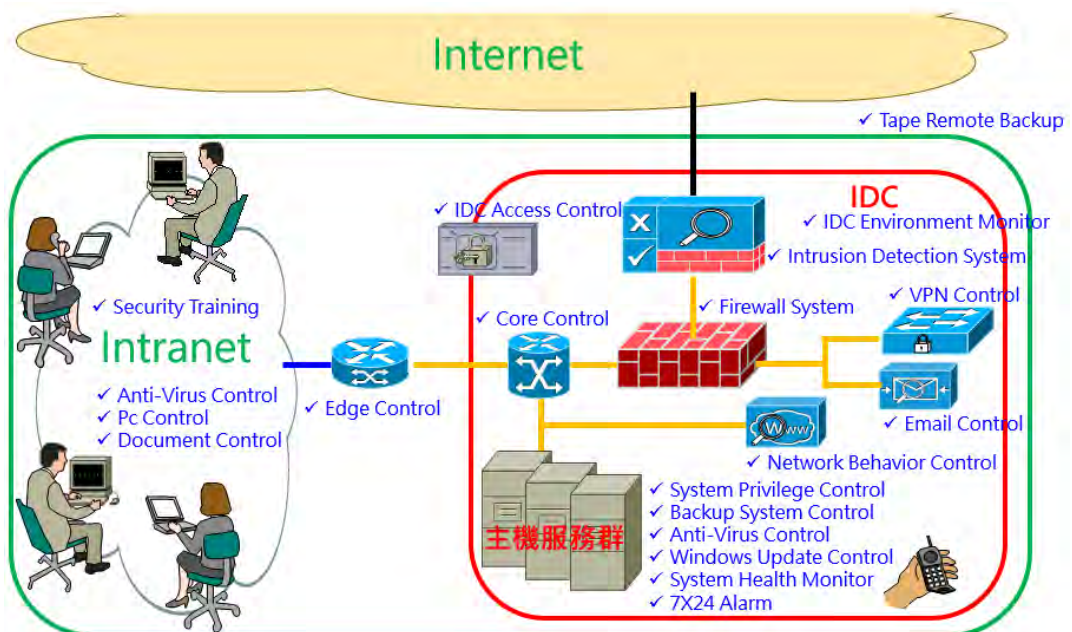 Internet
✓ Tape Remote Backup
IDC
✓ IDC Access Control
✓ IDC Environment Monitor
✓ Intrusion Detection System
✓ Security Training
Intranet
✓ Anti-Virus Control
✓ Pc Control
✓ Document Control
✓ Edge Control
✓ Core Control
✓ Firewall System
✓ VPN Control
✓ Email Control
Www
✓ Network Behavior Control
主機服務群
✓ System Privilege Control
✓ Backup System Control
✓ Anti-Virus Control
✓ Windows Update Control
✓ System Health Monitor
✓ 7X24 Alarm